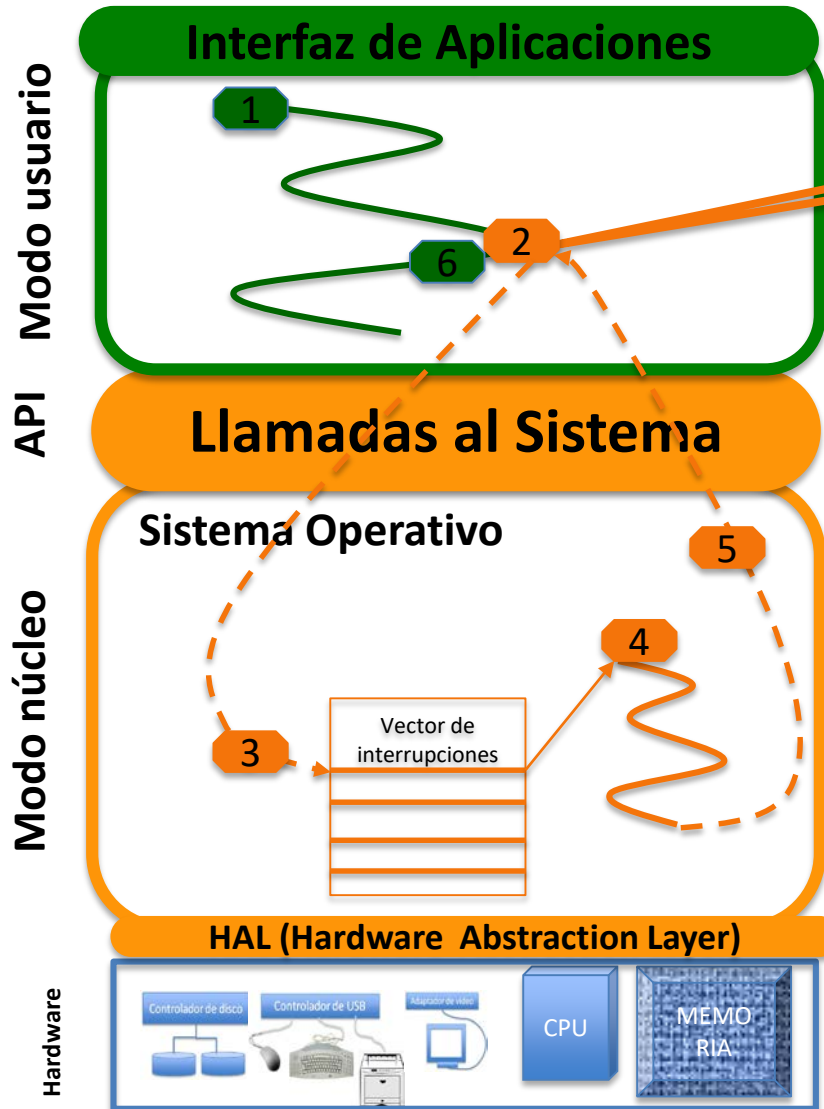 Interfaz de Aplicaciones
Modo usuario
1
2
6
API
Llamadas al Sistema
Sistema Operativo
5
Modo núcleo
4
3
Vector de
interrupciones
HAL (Hardware Abstraction Layer)
Hardware
Controlador de disco
Controlador de USB
Adaptador de video
CPU
MEMO
RIA